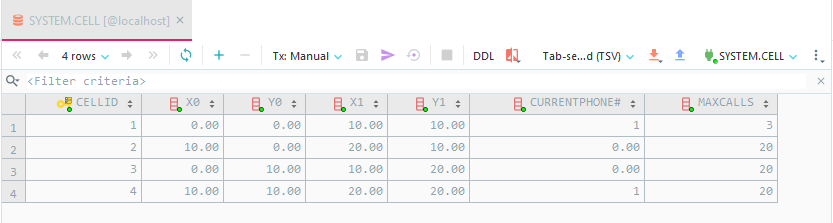 SYSTEM.CELL [@localhost] ×
4 rows Tx: Manual DDL Tab-se...d (TSV) SYSTEM.CELL
<Filter criteria>
CELLID X0 Y0 X1 Y1 CURRENTPHONE# MAXCALLS
1 1 0.00 0.00 10.00 10.00 1 3
2 2 10.00 0.00 20.00 10.00 0.00 20
3 3 0.00 10.00 10.00 20.00 0.00 20
4 4 10.00 10.00 20.00 20.00 1 20